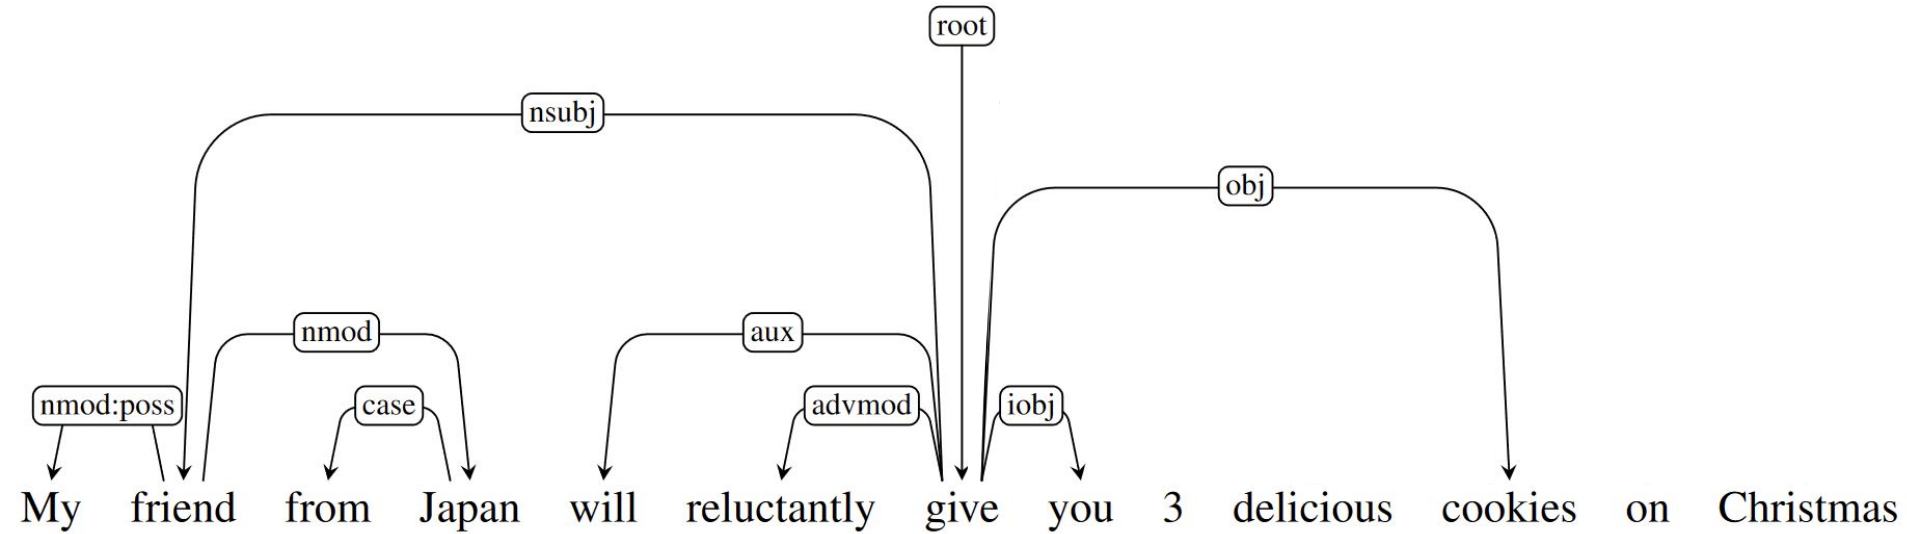 root
nsubj
obj
nmod aux
nmod:poss case advmod iobj
My friend from Japan will reluctantly give you 3 delicious cookies on Christmas